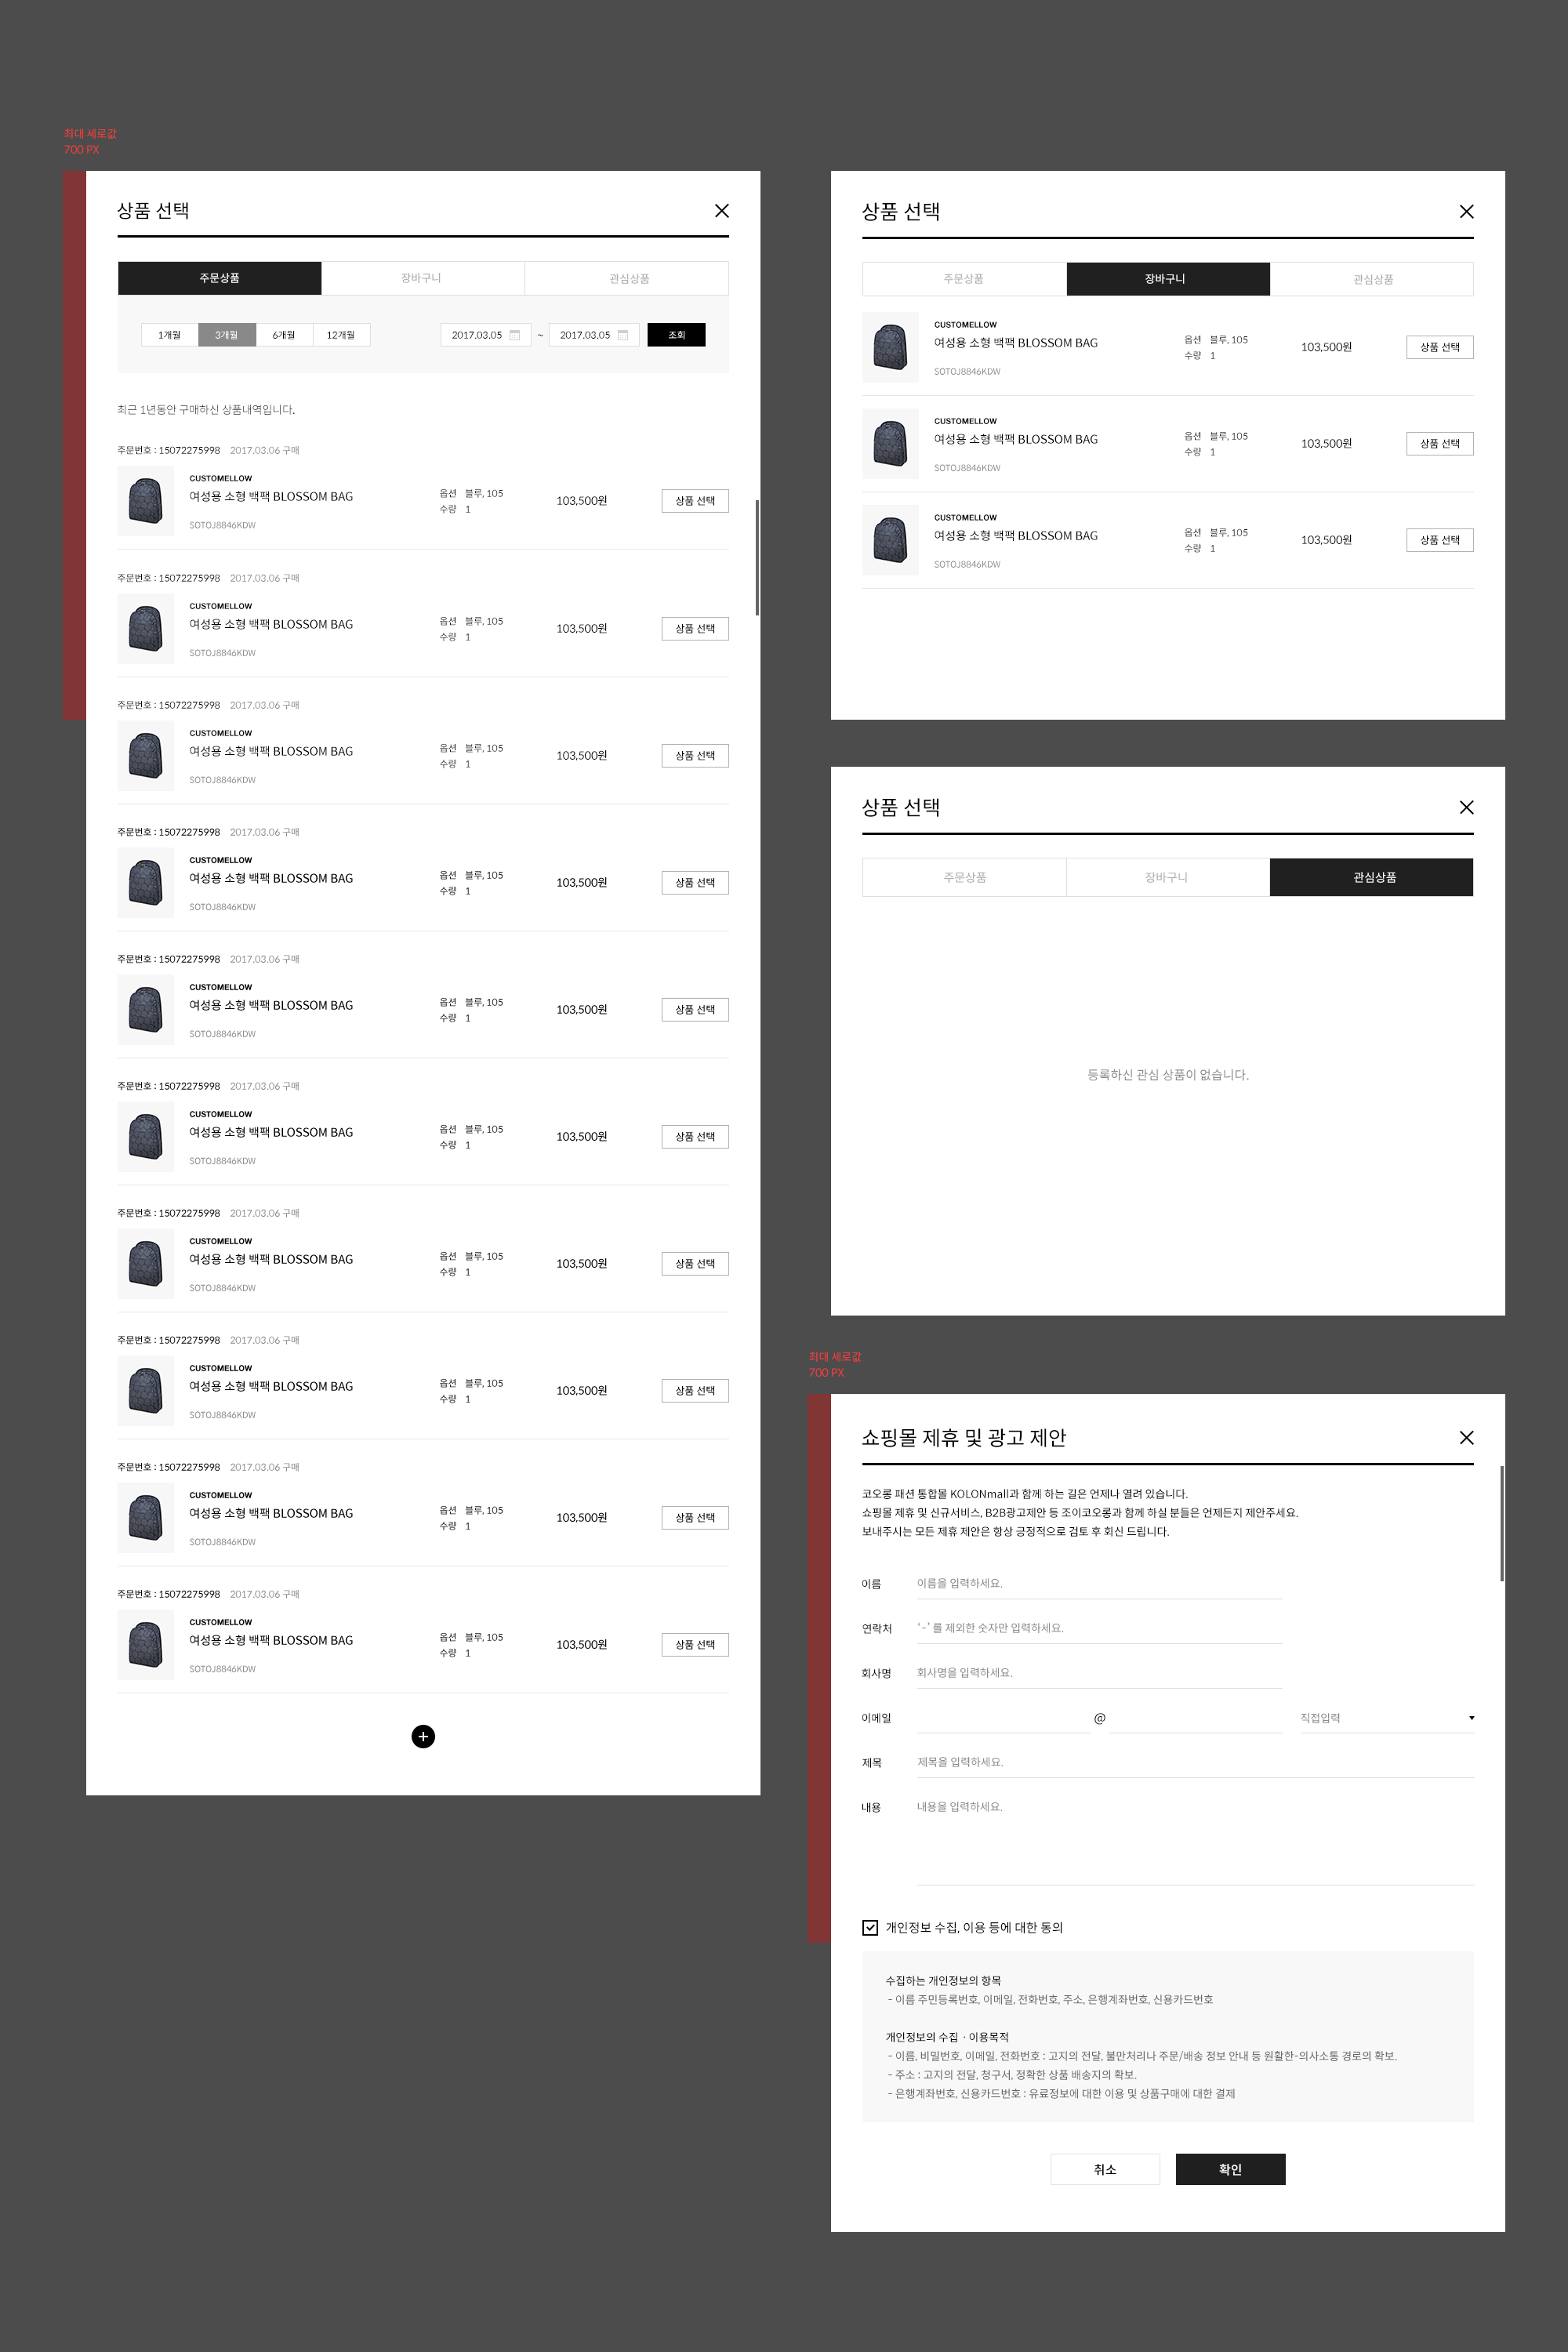 최대 세로값
700 PX
상품 선택
주문상품 장바구니 관심상품
1개월 3개월 6개월 12개월 2017.03.05 ~ 2017.03.05 조회
최근 1년동안 구매하신 상품내역입니다.
주문번호 : 15072275998 2017.03.06 구매
CUSTOMELLOW
여성용 소형 백팩 BLOSSOM BAG
SOTOJ8846KDW
옵션 블루, 105
수량 1
103,500원
상품 선택
주문번호 : 15072275998 2017.03.06 구매
CUSTOMELLOW
여성용 소형 백팩 BLOSSOM BAG
SOTOJ8846KDW
옵션 블루, 105
수량 1
103,500원
상품 선택
주문번호 : 15072275998 2017.03.06 구매
CUSTOMELLOW
여성용 소형 백팩 BLOSSOM BAG
SOTOJ8846KDW
옵션 블루, 105
수량 1
103,500원
상품 선택
주문번호 : 15072275998 2017.03.06 구매
CUSTOMELLOW
여성용 소형 백팩 BLOSSOM BAG
SOTOJ8846KDW
옵션 블루, 105
수량 1
103,500원
상품 선택
주문번호 : 15072275998 2017.03.06 구매
CUSTOMELLOW
여성용 소형 백팩 BLOSSOM BAG
SOTOJ8846KDW
옵션 블루, 105
수량 1
103,500원
상품 선택
주문번호 : 15072275998 2017.03.06 구매
CUSTOMELLOW
여성용 소형 백팩 BLOSSOM BAG
SOTOJ8846KDW
옵션 블루, 105
수량 1
103,500원
상품 선택
주문번호 : 15072275998 2017.03.06 구매
CUSTOMELLOW
여성용 소형 백팩 BLOSSOM BAG
SOTOJ8846KDW
옵션 블루, 105
수량 1
103,500원
상품 선택
주문번호 : 15072275998 2017.03.06 구매
CUSTOMELLOW
여성용 소형 백팩 BLOSSOM BAG
SOTOJ8846KDW
옵션 블루, 105
수량 1
103,500원
상품 선택
주문번호 : 15072275998 2017.03.06 구매
CUSTOMELLOW
여성용 소형 백팩 BLOSSOM BAG
SOTOJ8846KDW
옵션 블루, 105
수량 1
103,500원
상품 선택
주문번호 : 15072275998 2017.03.06 구매
CUSTOMELLOW
여성용 소형 백팩 BLOSSOM BAG
SOTOJ8846KDW
옵션 블루, 105
수량 1
103,500원
상품 선택
상품 선택
주문상품 장바구니 관심상품
CUSTOMELLOW
여성용 소형 백팩 BLOSSOM BAG
SOTOJ8846KDW
옵션 블루, 105
수량 1
103,500원
상품 선택
CUSTOMELLOW
여성용 소형 백팩 BLOSSOM BAG
SOTOJ8846KDW
옵션 블루, 105
수량 1
103,500원
상품 선택
CUSTOMELLOW
여성용 소형 백팩 BLOSSOM BAG
SOTOJ8846KDW
옵션 블루, 105
수량 1
103,500원
상품 선택
상품 선택
주문상품 장바구니 관심상품
등록하신 관심 상품이 없습니다.
최대 세로값
700 PX
쇼핑몰 제휴 및 광고 제안
코오롱 패션 통합몰 KOLONmall과 함께 하는 길은 언제나 열려 있습니다.
쇼핑몰 제휴 및 신규서비스, B2B광고제안 등 조이코오롱과 함께 하실 분들은 언제든지 제안주세요.
보내주시는 모든 제휴 제안은 항상 긍정적으로 검토 후 회신 드립니다.
이름 이름을 입력하세요.
연락처 '-' 를 제외한 숫자만 입력하세요.
회사명 회사명을 입력하세요.
이메일 @ 직접입력
제목 제목을 입력하세요.
내용 내용을 입력하세요.
개인정보 수집, 이용 등에 대한 동의
수집하는 개인정보의 항목
- 이름 주민등록번호, 이메일, 전화번호, 주소, 은행계좌번호, 신용카드번호
개인정보의 수집 · 이용목적
- 이름, 비밀번호, 이메일, 전화번호 : 고지의 전달, 불만처리나 주문/배송 정보 안내 등 원활한-의사소통 경로의 확보.
- 주소 : 고지의 전달, 청구서, 정확한 상품 배송지의 확보.
- 은행계좌번호, 신용카드번호 : 유료정보에 대한 이용 및 상품구매에 대한 결제
취소 확인